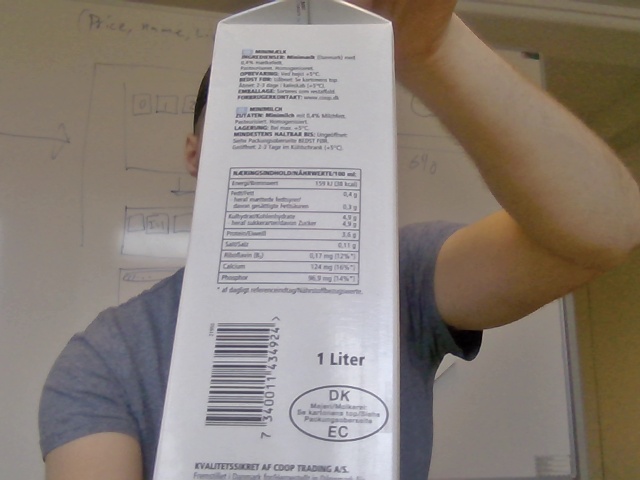 (Price, name, Li
MINIMÆLK
INGREDIENSER: Minimælk (Danmark) med
0,4% mælkefedt.
Pasteuriseret. Homogeniseret.
OPBEVARING: Ved højst +5°C.
BEDST FØR: Uåbnet: Se kartonens top
Åbnet: 2-3 dage i køleskab (+5°C).
EMBALLAGE: Sorteres som restaffald.
FORBRUGERKONTAKT: www.coop.dk
MINIMILCH
ZUTATEN: Minimilch mit 0,4% Milchfett.
Pasteurisiert. Homogenisiert.
LAGERUNG: Bei max. +5°C.
MINDESTENS HALTBAR BIS: Ungeöffnet:
Siehe Packungsoberseite BEDST FØR.
Geöffnet: 2-3 Tage im Kühlschrank (+5°C).
NÆRINGSINDHOLD/NÄHRWERTE/100 ml:
Energi/Brennwert 159 kJ (38 kcal)
Fedt/Fett 0,4 g
heraf mættede fedtsyrer/
davon gesättigte Fettsäuren 0,3 g
Kulhydrat/Kohlenhydrate 4,9 g
heraf sukkerarter/davon Zucker 4,9 g
Protein/Eiweiß 3,6 g
Salt/Salz 0,11 g
Riboflavin (B₂) 0,17 mg (12%*)
Calcium 124 mg (16%*)
Phosphor 96,9 mg (14%*)
* af dagligt referenceindtag/Nährstoffbezugswerte.
7 340011 434924 >
1 Liter
DK
Mejeri/Molkerei:
Se kartonens top/Siehe
Packungsoberseite
EC
KVALITETSSIKRET AF COOP TRADING A/S.